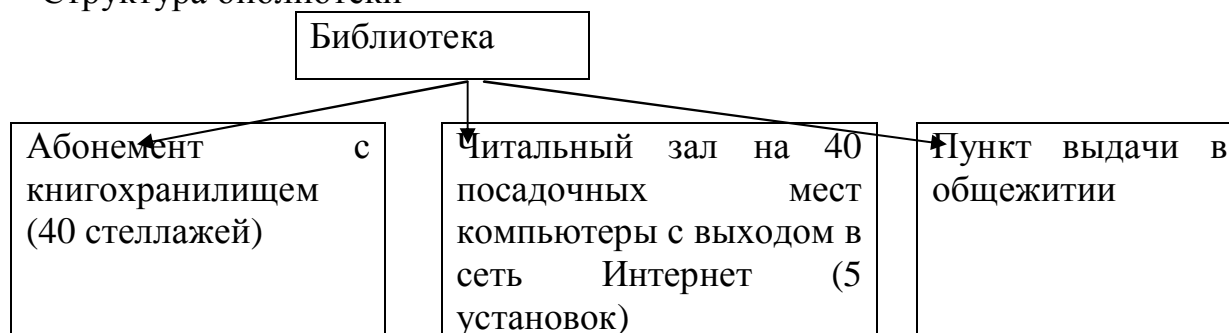 Структура библиотеки
Библиотека
Абонемент с
книгохранилищем
(40 стеллажей)
Читальный зал на 40
посадочных мест
компьютеры с выходом в
сеть Интернет (5
установок)
Пункт выдачи в
общежитии